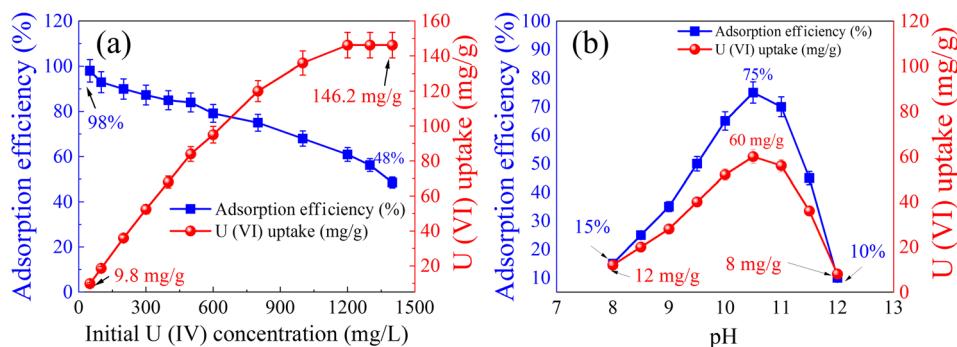 (a)
Adsorption efficiency (%)
120
100
80
60
40
20
0
98%
48%
146.2 mg/g
9.8 mg/g
Adsorption efficiency (%)
U (VI) uptake (mg/g)
160
140
120
100
80
60
40
20
U (VI) uptake (mg/g)
0 300 600 900 1200 1500
Initial U (IV) concentration (mg/L)
(b)
Adsorption efficiency (%)
100
90
80
70
60
50
40
30
20
10
Adsorption efficiency (%)
U (VI) uptake (mg/g)
75%
60 mg/g
15%
12 mg/g
8 mg/g
10%
120
100
80
60
40
20
0
U (VI) uptake (mg/g)
7 8 9 10 11 12 13
pH